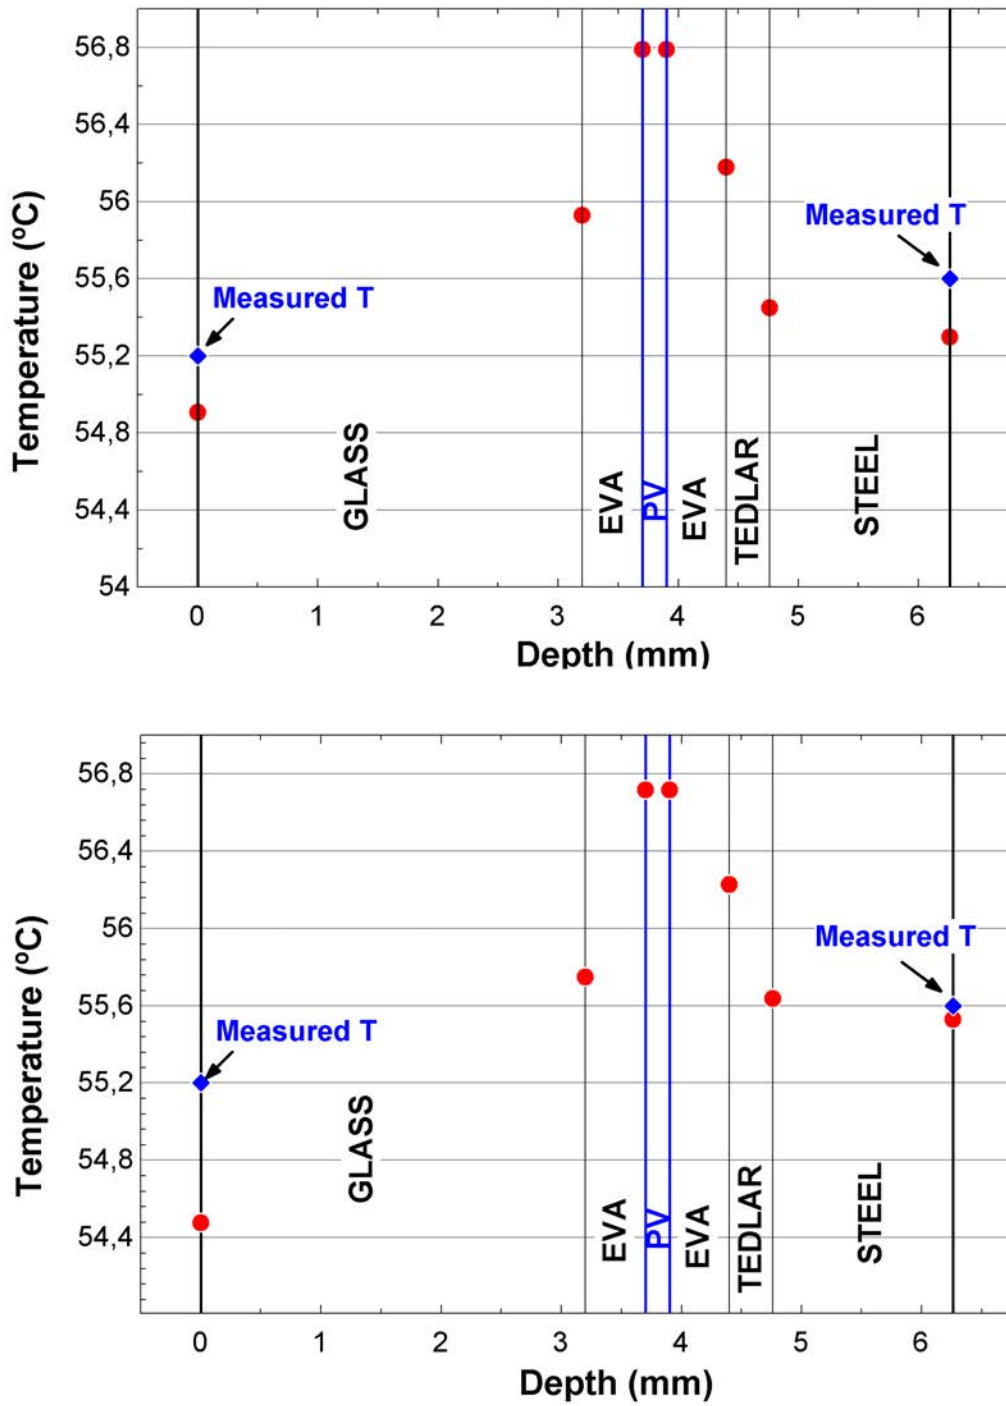 56,8
56,4
56
55,6
55,2
54,8
54,4
54
Temperature (ºC)
Measured T
Measured T
GLASS
EVA
PV
EVA
TEDLAR
STEEL
0 1 2 3 4 5 6
Depth (mm)
56,8
56,4
56
55,6
55,2
54,8
54,4
Temperature (ºC)
Measured T
Measured T
GLASS
EVA
PV
EVA
TEDLAR
STEEL
0 1 2 3 4 5 6
Depth (mm)